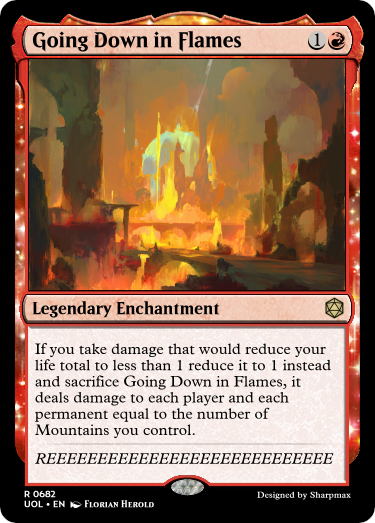 Going Down in Flames 1
Legendary Enchantment
If you take damage that would reduce your
life total to less than 1 reduce it to 1 instead
and sacrifice Going Down in Flames, it
deals damage to each player and each
permanent equal to the number of
Mountains you control.
REEEEEEEEEEEEEEEEEEEEEEEEEEEE
R 0682
UOL • EN Florian Herold
Designed by Sharpmax